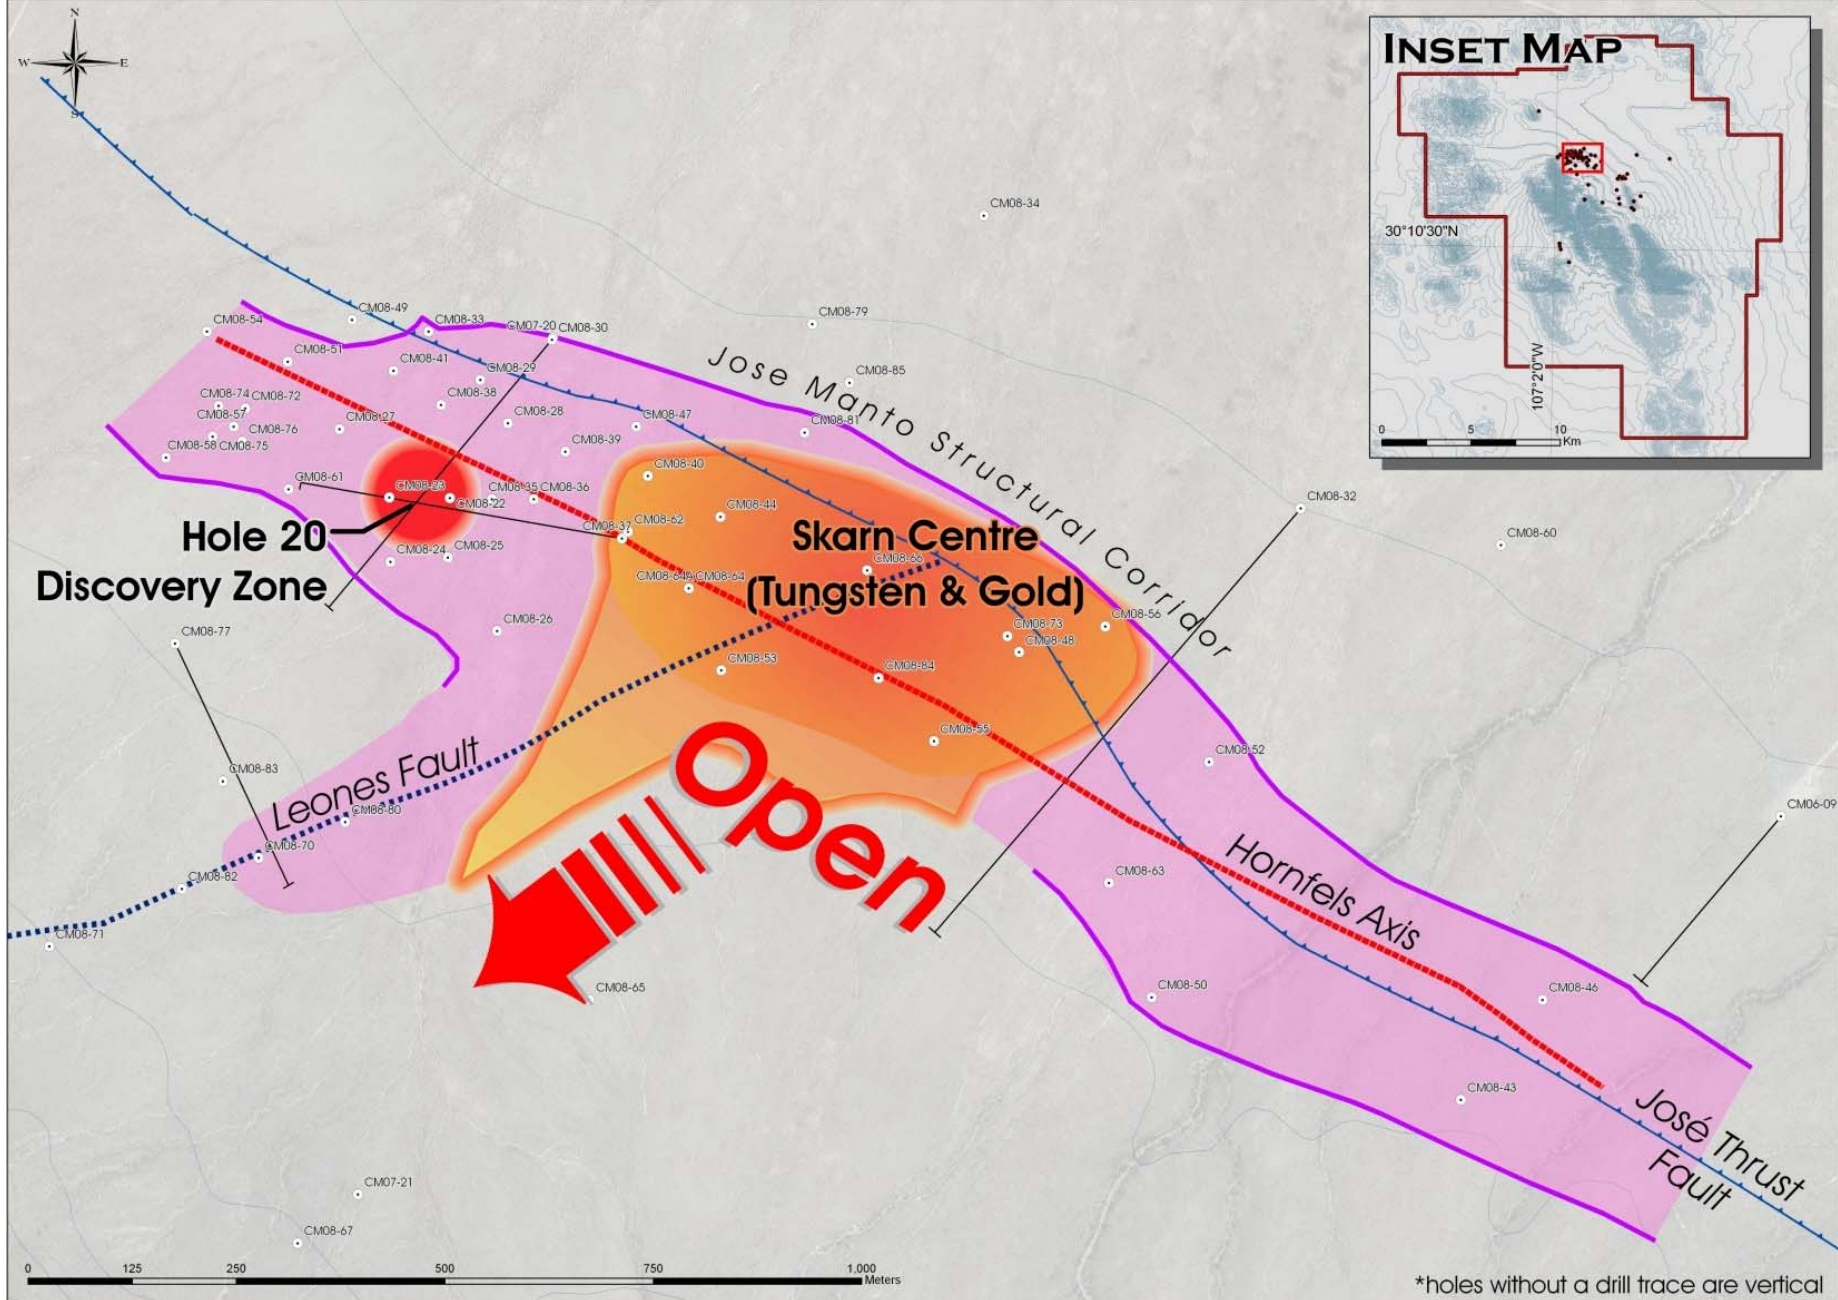 N
W E
S
INSET MAP
30°10'30"N
107°2'0"W
0 5 10
Km
CM08-34
CM08-49
CM08-79
CM08-54
CM08-33
CM07-20
CM08-30
CM08-51
CM08-41
CM08-29
Jose Manto Structural Corridor
CM08-85
CM08-74
CM08-72
CM08-38
CM08-57
CM08-27
CM08-28
CM08-47
CM08-81
CM08-76
CM08-58
CM08-75
CM08-39
CM08-40
CM08-61
CM08-23
CM08-22
CM08-35
CM08-36
CM08-32
CM08-44
CM08-37
CM08-62
Hole 20
Discovery Zone
Skarn Centre
(Tungsten & Gold)
CM08-60
CM08-24
CM08-25
CM08-66
CM08-64A
CM08-64
CM08-56
CM08-26
CM08-73
CM08-48
CM08-77
CM08-53
CM08-84
CM08-55
CM08-52
Open
CM08-83
Leones Fault
CM08-80
CM06-09
CM08-70
CM08-82
CM08-63
Hornfels Axis
CM08-71
CM08-65
CM08-50
CM08-46
CM08-43
José Thrust
Fault
CM07-21
CM08-67
0 125 250 500 750 1,000
Meters
*holes without a drill trace are vertical